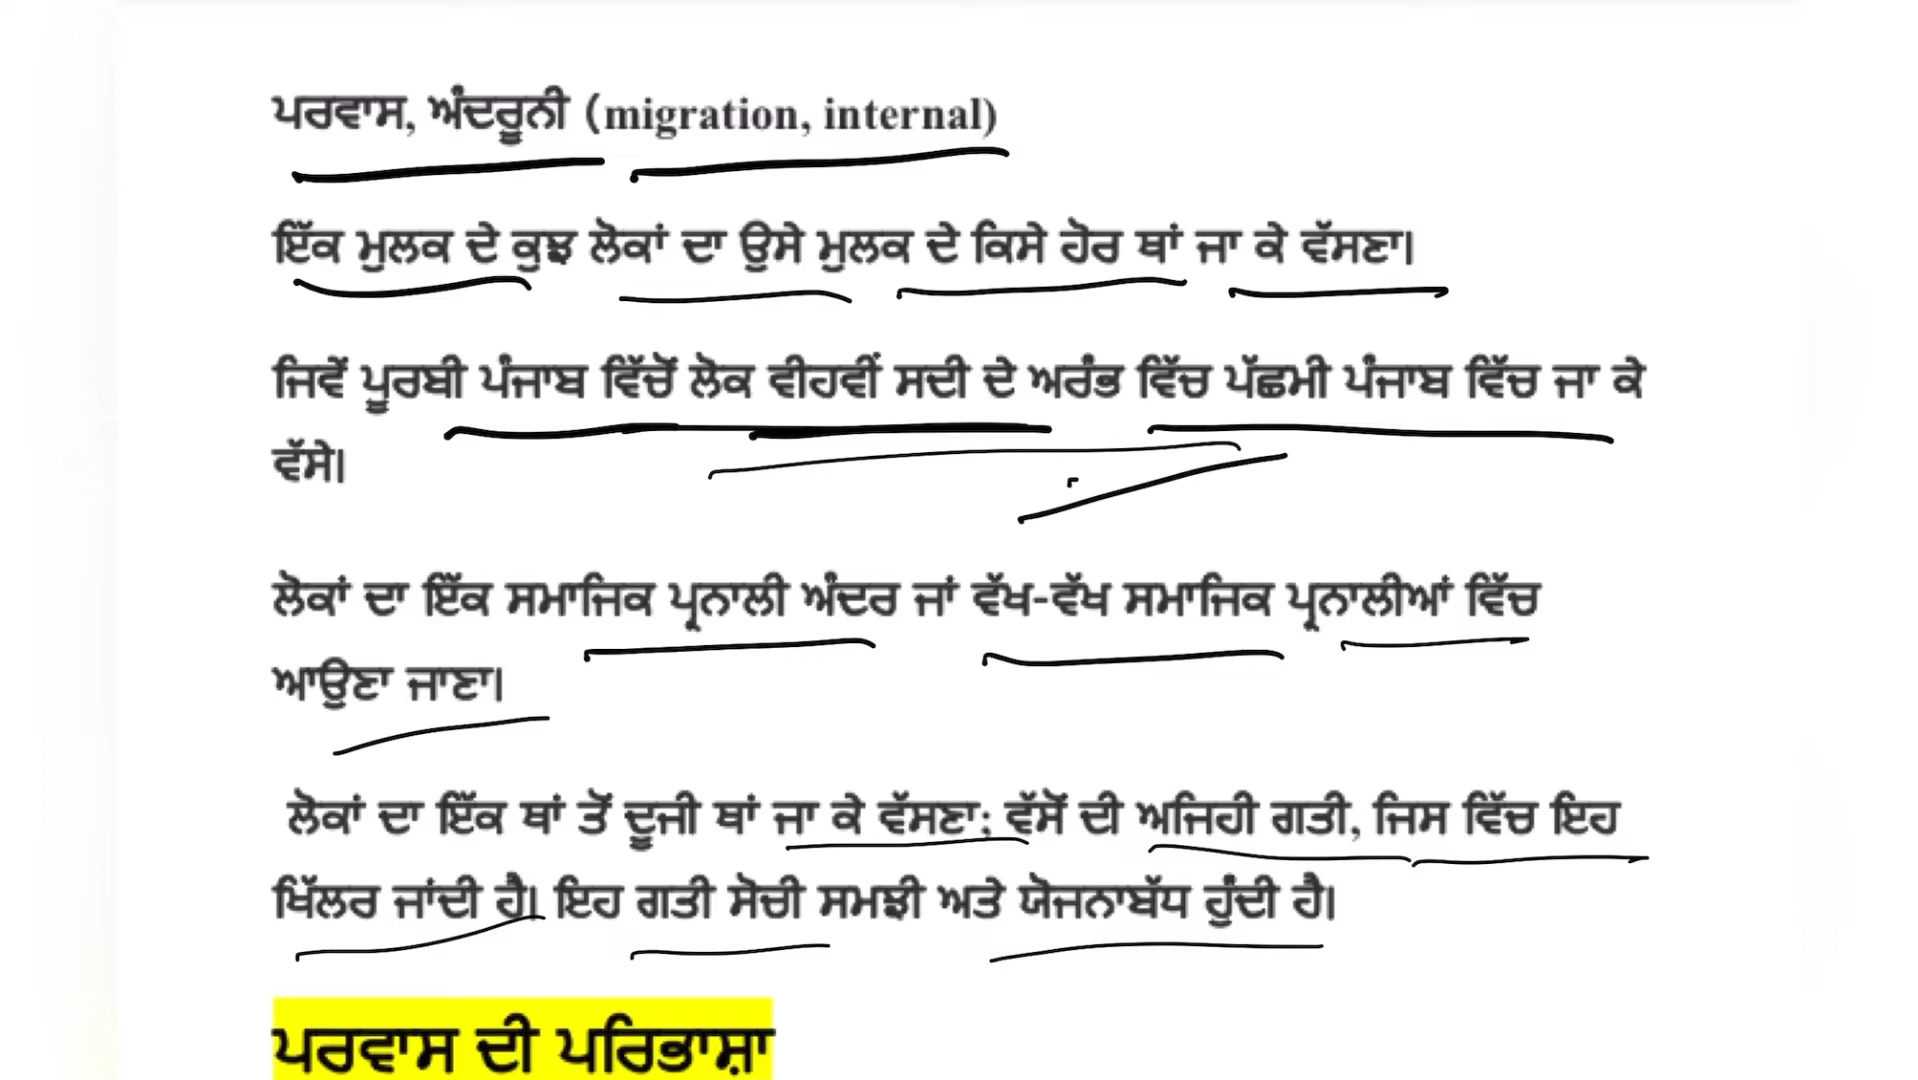 ਪਰਵਾਸ, ਅੰਦਰੂਨੀ (migration, internal)
ਇੱਕ ਮੁਲਕ ਦੇ ਕੁਝ ਲੋਕਾਂ ਦਾ ਉਸੇ ਮੁਲਕ ਦੇ ਕਿਸੇ ਹੋਰ ਥਾਂ ਜਾ ਕੇ ਵੱਸਣਾ।
ਜਿਵੇਂ ਪੂਰਬੀ ਪੰਜਾਬ ਵਿੱਚੋਂ ਲੋਕ ਵੀਹਵੀਂ ਸਦੀ ਦੇ ਅਰੰਭ ਵਿੱਚ ਪੱਛਮੀ ਪੰਜਾਬ ਵਿੱਚ ਜਾ ਕੇ
ਵੱਸੇ।
ਲੋਕਾਂ ਦਾ ਇੱਕ ਸਮਾਜਿਕ ਪ੍ਰਨਾਲੀ ਅੰਦਰ ਜਾਂ ਵੱਖ-ਵੱਖ ਸਮਾਜਿਕ ਪ੍ਰਨਾਲੀਆਂ ਵਿੱਚ
ਆਉਣਾ ਜਾਣਾ।
ਲੋਕਾਂ ਦਾ ਇੱਕ ਥਾਂ ਤੋਂ ਦੂਜੀ ਥਾਂ ਜਾ ਕੇ ਵੱਸਣਾ; ਵੱਸੋਂ ਦੀ ਅਜਿਹੀ ਗਤੀ, ਜਿਸ ਵਿੱਚ ਇਹ
ਖਿੱਲਰ ਜਾਂਦੀ ਹੈ। ਇਹ ਗਤੀ ਸੋਚੀ ਸਮਝੀ ਅਤੇ ਯੋਜਨਾਬੱਧ ਹੁੰਦੀ ਹੈ।
ਪਰਵਾਸ ਦੀ ਪਰਿਭਾਸ਼ਾ